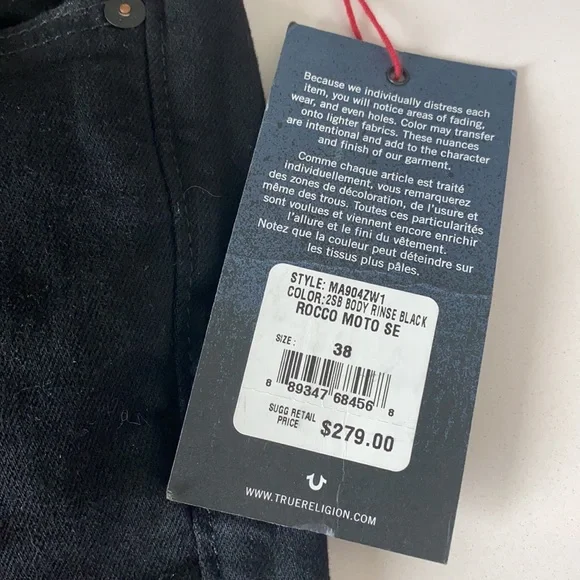 Because we individually distress each
item, you will notice areas of fading,
wear, and even holes. Color may transfer
onto lighter fabrics. These nuances
are intentional and add to the character
and finish of our garment.
Comme chaque article est traité
individuellement, vous remarquerez
des zones de décoloration, de l'usure et
même des trous. Toutes ces particularités
sont voulues et viennent encore enrichir
l'allure et le fini du vêtement.
Notez que la couleur peut déteindre sur
les tissus plus pâles.
STYLE: MA904ZW1
COLOR:2SB BODY RINSE BLACK
ROCCO MOTO SE
SIZE: 38
8 89347 68456 8
SUGG RETAIL
PRICE $279.00
WWW.TRUERELIGION.COM